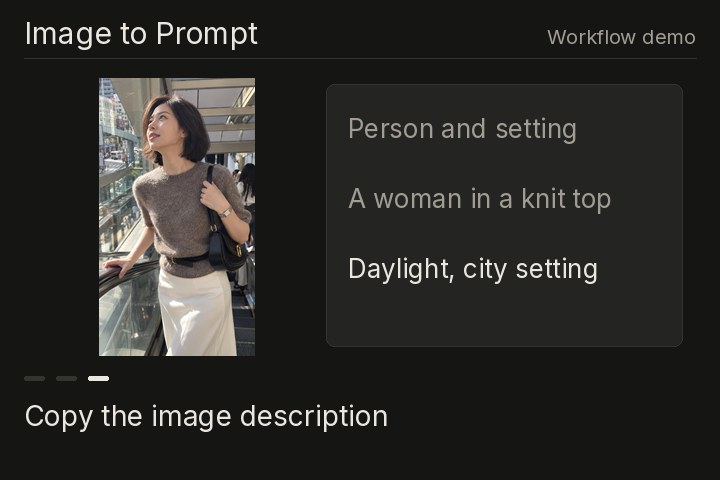 Image to Prompt
Workflow demo
Person and setting
A woman in a knit top
Daylight, city setting
Copy the image description